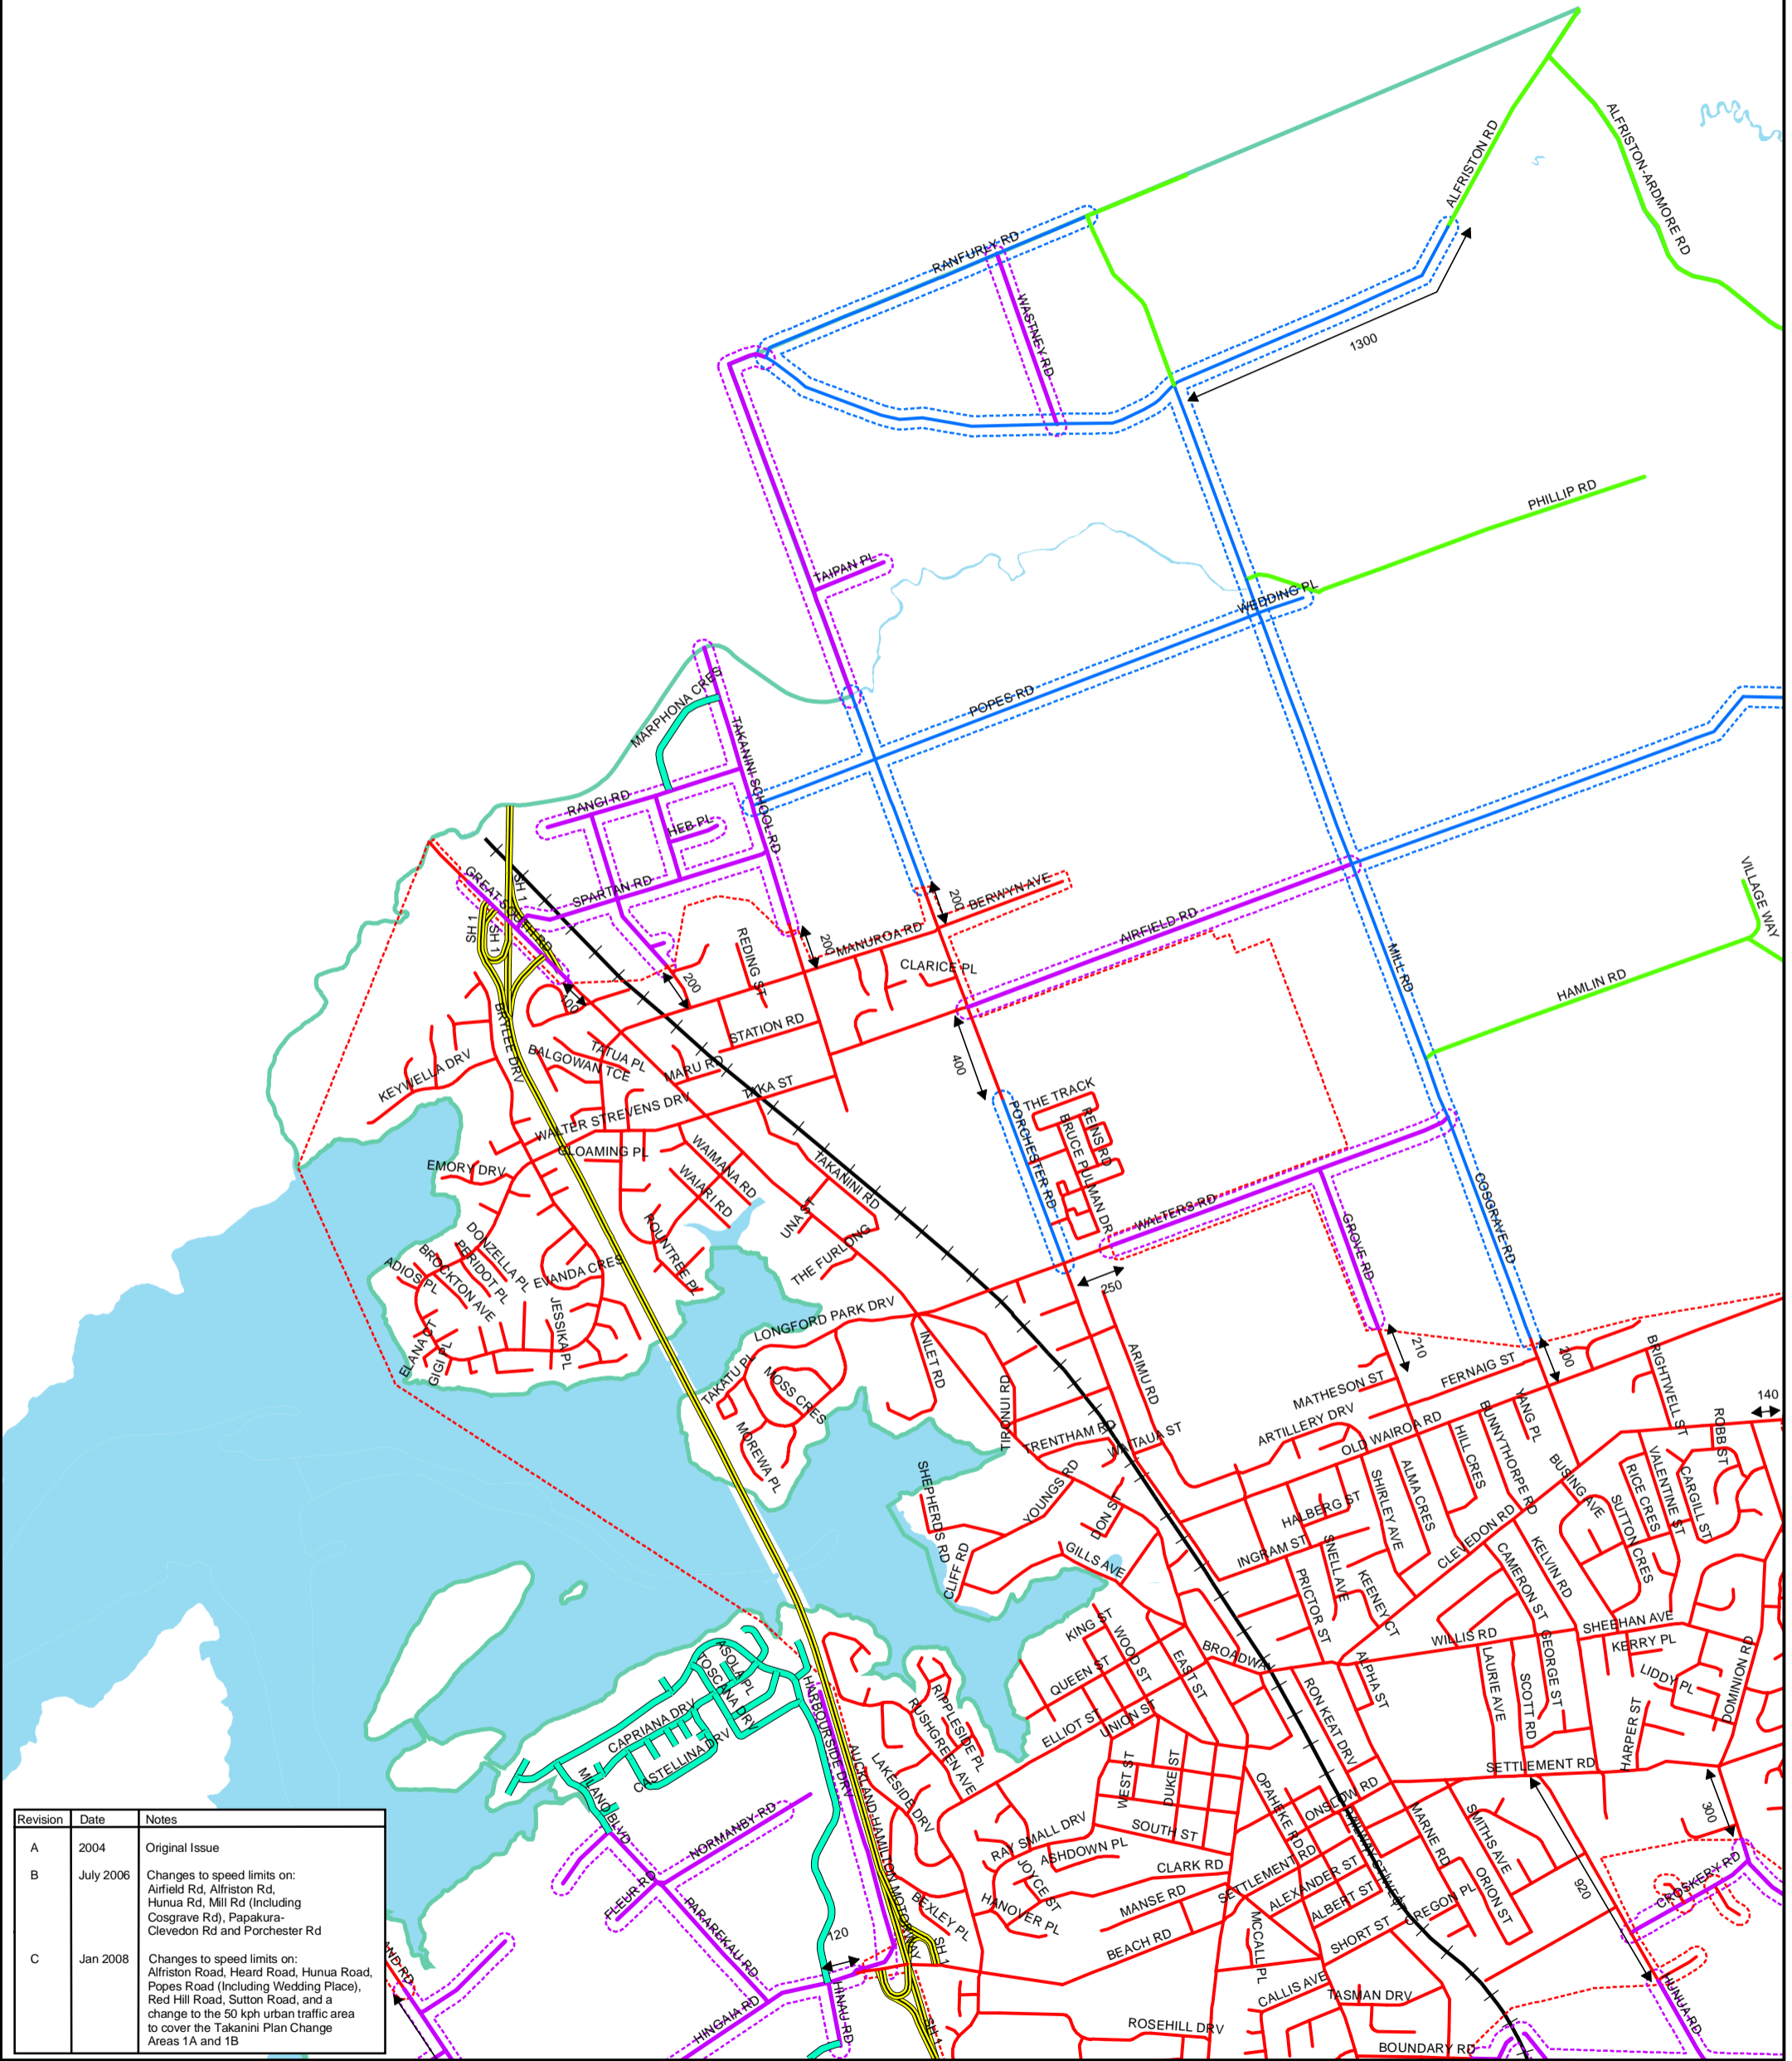 ALFRISTON RD
ALFRISTON-ARDMORE RD
RANFURLY RD
WASTNEY RD
1300
PHILLIP RD
TAIPAN PL
WEDDING PL
POPES RD
MARPHONA CRES
TAKANINI SCHOOL RD
RANGI RD
HEB PL
SPARTAN RD
GREAT SOUTH RD
SH 1
SH 1
SH 1
200
BERWYN AVE
MANUROA RD
200
REDING ST
CLARICE PL
AIRFIELD RD
MILL RD
VILLAGE WAY
HAMLIN RD
200
100
STATION RD
BRYLEE DRV
BALGOWAN TCE
TATUA PL
MARU RD
TAKA ST
KEYWELLA DRV
WALTER STREVENS DRV
400
THE TRACK
REINS RD
BRUCE PULMAN DR
PORCHESTER RD
GLOAMING PL
EMORY DRV
WAIMANA RD
WAIARI RD
TAKANINI RD
UNA ST
THE FURLONG
ROUNTREE PL
WALTERS RD
GROVE RD
COSGRAVE RD
250
DONZELLA PL
PERIDOT PL
BROCKTON AVE
ADIOS PL
EVANDA CRES
JESSIKA PL
ELANA CT
GIGI PL
LONGFORD PARK DRV
INLET RD
TAKATU PL
MOSS CRES
MOREWA PL
TIRONUI RD
ARIMU RD
210
200
FERNAIG ST
MATHESON ST
BRIGHTWELL ST
140
ARTILLERY DRV
OLD WAIROA RD
YANG PL
BUNNYTHORPE RD
HILL CRES
ROBB ST
TRENTHAM RD
WAITAUA ST
YOUNGS RD
DON ST
SHEPHERDS RD
CLIFF RD
GILLS AVE
HALBERG ST
SHIRLEY AVE
ALMA CRES
INGRAM ST
SNELL AVE
PRICTOR ST
KEENEY CT
CLEVEDON RD
BUSING AVE
RICE CRES
VALENTINE ST
CARGILL ST
SUTTON CRES
KELVIN RD
CAMERON ST
SHEEHAN AVE
KERRY PL
WILLIS RD
LAURIE AVE
SCOTT RD
GEORGE ST
LIDDY PL
DOMINION RD
HARPER ST
KING ST
WOOD ST
QUEEN ST
EAST ST
BROADWAY
ELLIOT ST
UNION ST
RON KEAT DRV
ALPHA ST
SETTLEMENT RD
ASOLA PL
TOSCANA DRV
CAPRIANA DRV
CASTELLINA DRV
HARBOURSIDE DRV
MILANO BLVD
AUCKLAND-HAMILTON MOTORWAY
RIPPLESIDE PL
RUSHGREEN AVE
LAKESIDE DRV
WEST ST
DUKE ST
OPAHEKE RD
ONSLOW RD
RAILWAY ST WEST
MARNE RD
SMITHS AVE
300
920
CROSKERY RD
NORMANBY RD
FLEUR RD
PARAREKAU RD
RAY SMALL DRV
SOUTH ST
ASHDOWN PL
JOYCE ST
CLARK RD
SETTLEMENT RD
ALEXANDER ST
ALBERT ST
HANOVER PL
MANSE RD
BEXLEY PL
BEACH RD
MCCALL PL
SHORT ST
OREGON PL
ORION ST
120
SH 1
HINGAIA RD
HINAU RD
CALLIS AVE
TASMAN DRV
HUNUA RD
ROSEHILL DRV
BOUNDARY RD
SH 1
AND RD
Revision Date Notes
A 2004 Original Issue
B July 2006 Changes to speed limits on:
Airfield Rd, Alfriston Rd,
Hunua Rd, Mill Rd (Including
Cosgrave Rd), Papakura-
Clevedon Rd and Porchester Rd
C Jan 2008 Changes to speed limits on:
Alfriston Road, Heard Road, Hunua Road,
Popes Road (Including Wedding Place),
Red Hill Road, Sutton Road, and a
change to the 50 kph urban traffic area
to cover the Takanini Plan Change
Areas 1A and 1B